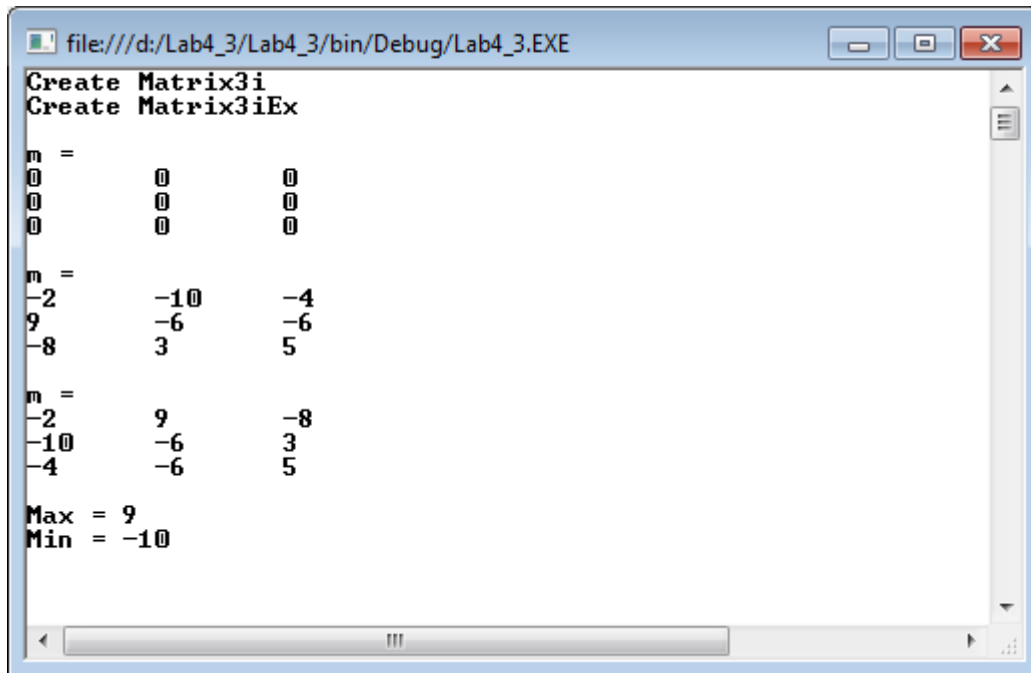 file:///d:/Lab4_3/Lab4_3/bin/Debug/Lab4_3.EXE
Create Matrix3i
Create Matrix3iEx
m =
0 0 0
0 0 0
0 0 0
m =
-2 -10 -4
9 -6 -6
-8 3 5
m =
-2 9 -8
-10 -6 3
-4 -6 5
Max = 9
Min = -10